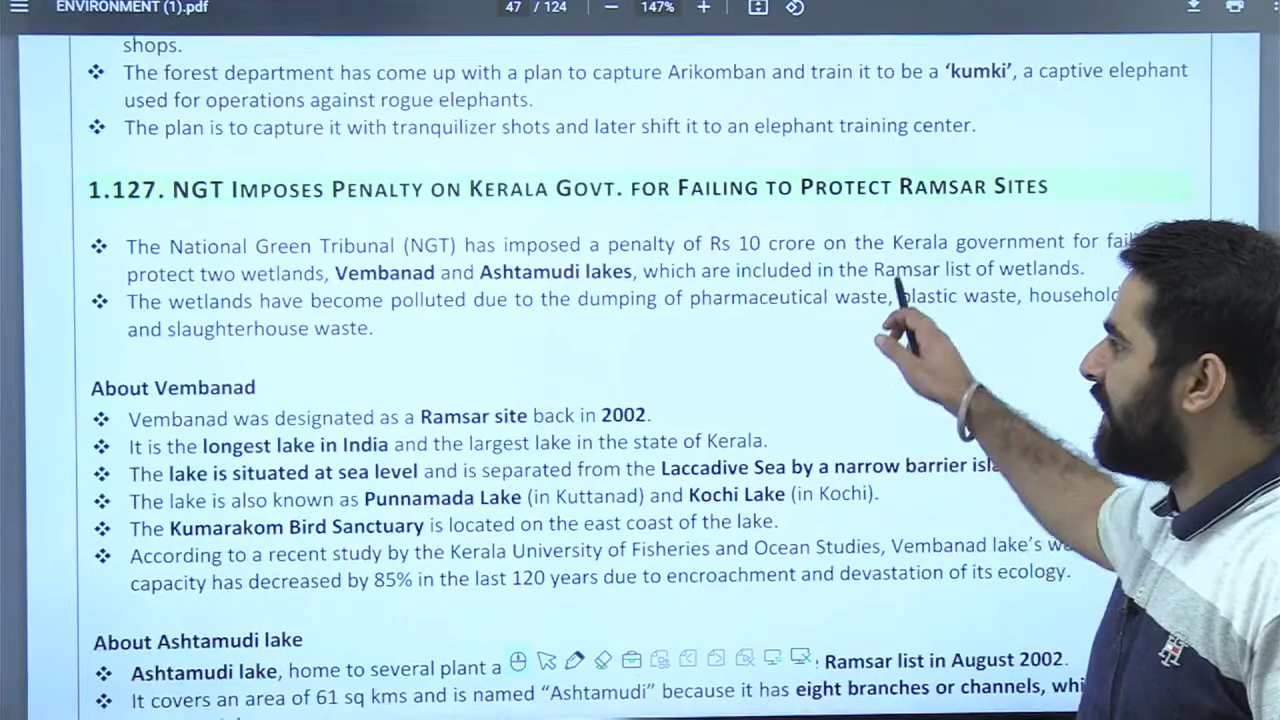 ENVIRONMENT (1).pdf 47 / 124 147%
shops.
❖ The forest department has come up with a plan to capture Arikomban and train it to be a ‘kumki’, a captive elephant
used for operations against rogue elephants.
❖ The plan is to capture it with tranquilizer shots and later shift it to an elephant training center.
1.127. NGT IMPOSES PENALTY ON KERALA GOVT. FOR FAILING TO PROTECT RAMSAR SITES
❖ The National Green Tribunal (NGT) has imposed a penalty of Rs 10 crore on the Kerala government for
protect two wetlands, Vembanad and Ashtamudi lakes, which are included in the Ramsar list of wetlands.
❖ The wetlands have become polluted due to the dumping of pharmaceutical waste, plastic waste, household
and slaughterhouse waste.
About Vembanad
❖ Vembanad was designated as a Ramsar site back in 2002.
❖ It is the longest lake in India and the largest lake in the state of Kerala.
❖ The lake is situated at sea level and is separated from the Laccadive Sea by a narrow barrier
❖ The lake is also known as Punnamada Lake (in Kuttanad) and Kochi Lake (in Kochi).
❖ The Kumarakom Bird Sanctuary is located on the east coast of the lake.
❖ According to a recent study by the Kerala University of Fisheries and Ocean Studies, Vembanad lake’s
capacity has decreased by 85% in the last 120 years due to encroachment and devastation of its ecology.
About Ashtamudi lake
❖ Ashtamudi lake, home to several plant a Ramsar list in August 2002.
❖ It covers an area of 61 sq kms and is named “Ashtamudi” because it has eight branches or channels,